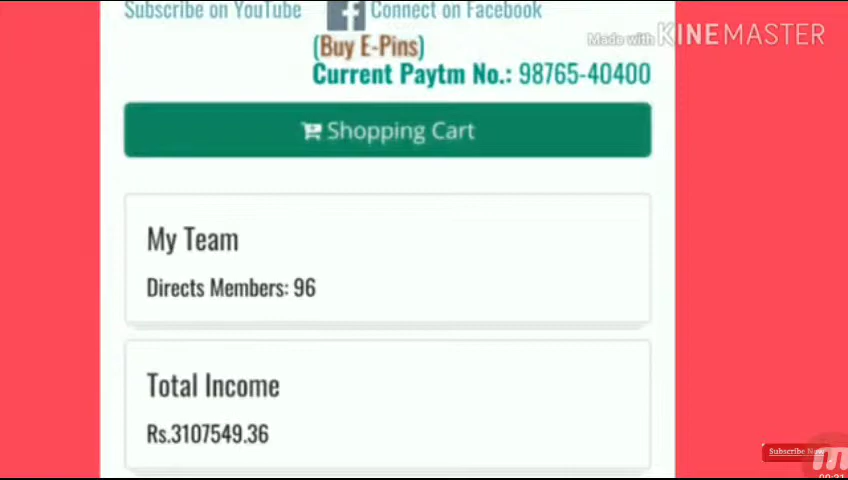 Subscribe on YouTube Connect on Facebook
Made with KINEMASTER
(Buy E-Pins)
Current Paytm No.: 98765-40400
Shopping Cart
My Team
Directs Members: 96
Total Income
Rs.3107549.36
Subscribe Now